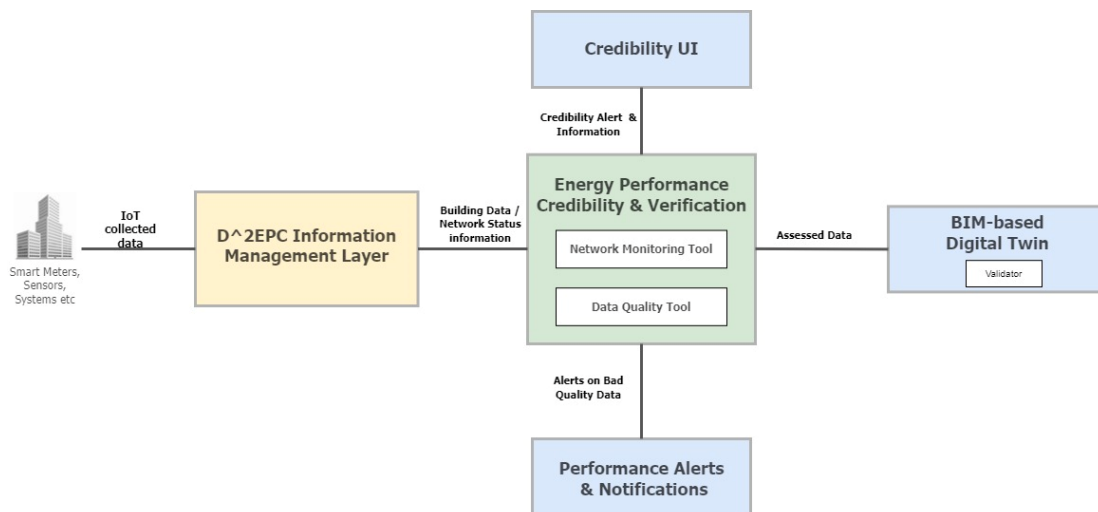 Credibility UI
Credibility Alert &
Information
Energy Performance
Credibility & Verification
Network Monitoring Tool
Data Quality Tool
IoT
collected
data
Smart Meters,
Sensors,
Systems etc
D^2EPC Information
Management Layer
Building Data /
Network Status
information
Assessed Data
BIM-based
Digital Twin
Validator
Alerts on Bad
Quality Data
Performance Alerts
& Notifications